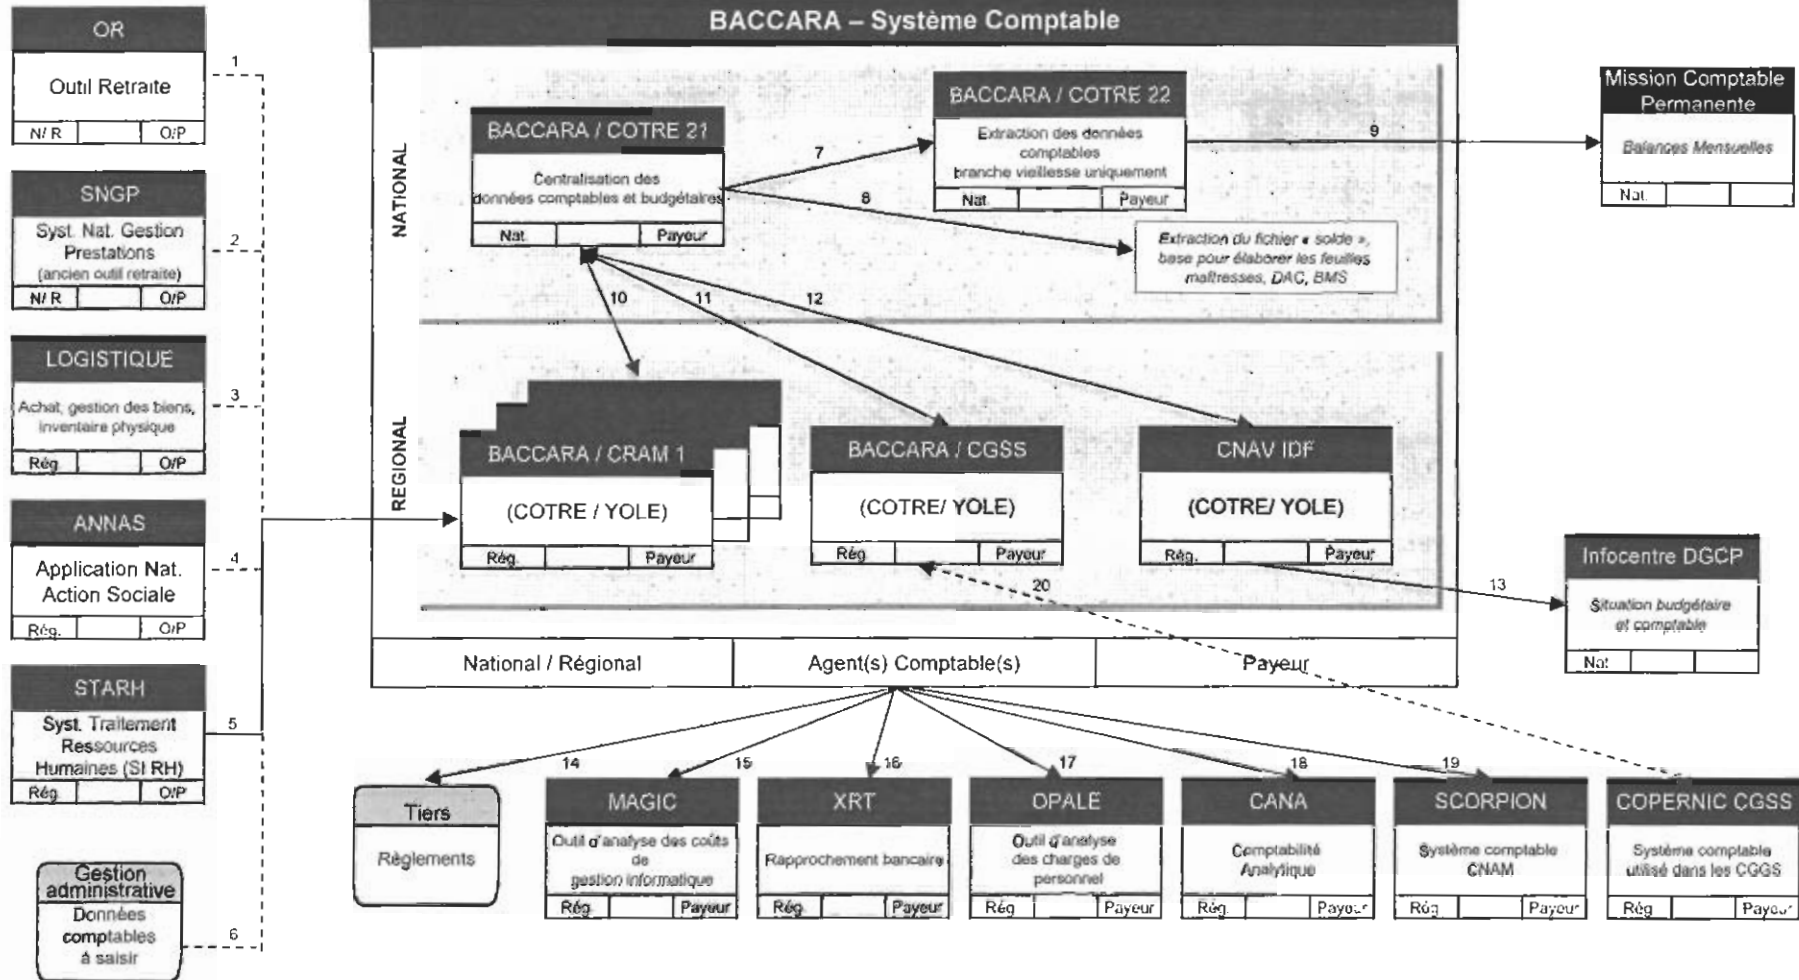 BACCARA – Système Comptable
OR
Outil Retraite
N/ R
O/P
1
SNGP
Syst. Nat. Gestion
Prestations
(ancien outil retraite)
N/ R
O/P
2
LOGISTIQUE
Achat, gestion des biens,
inventaire physique
Rég
O/P
3
ANNAS
Application Nat.
Action Sociale
Rég.
O/P
4
STARH
Syst. Traitement
Ressources
Humaines (SI RH)
Rég
O/P
5
Gestion
administrative
Données
comptables
à saisir
6
NATIONAL
BACCARA / COTRE 21
Centralisation des
données comptables et budgétaires
Nat.
Payeur
7
8
BACCARA / COTRE 22
Extraction des données
comptables
branche vieillesse uniquement
Nat.
Payeur
9
Extraction du fichier « solde »,
base pour élaborer les feuilles
maîtresses, DAC, BMS
10
11
12
Mission Comptable
Permanente
Balances Mensuelles
Nat.
REGIONAL
BACCARA / CRAM 1
(COTRE / YOLE)
Rég.
Payeur
BACCARA / CGSS
(COTRE/ YOLE)
Rég
Payeur
CNAV IDF
(COTRE/ YOLE)
Rég.
Payeur
20
13
Infocentre DGCP
Situation budgétaire
et comptable
Nat
National / Régional
Agent(s) Comptable(s)
Payeur
14
15
16
17
18
19
Tiers
Règlements
MAGIC
Outil d'analyse des coûts
de
gestion informatique
Rég
Payeur
XRT
Rapprochement bancaire
Rég.
Payeur
OPALE
Outil d'analyse
des charges de
personnel
Rég
Payeur
CANA
Comptabilité
Analytique
Rég.
Payeur
SCORPION
Système comptable
CNAM
Rég
Payeur
COPERNIC CGSS
Système comptable
utilisé dans les CGGS
Rég
Payeur